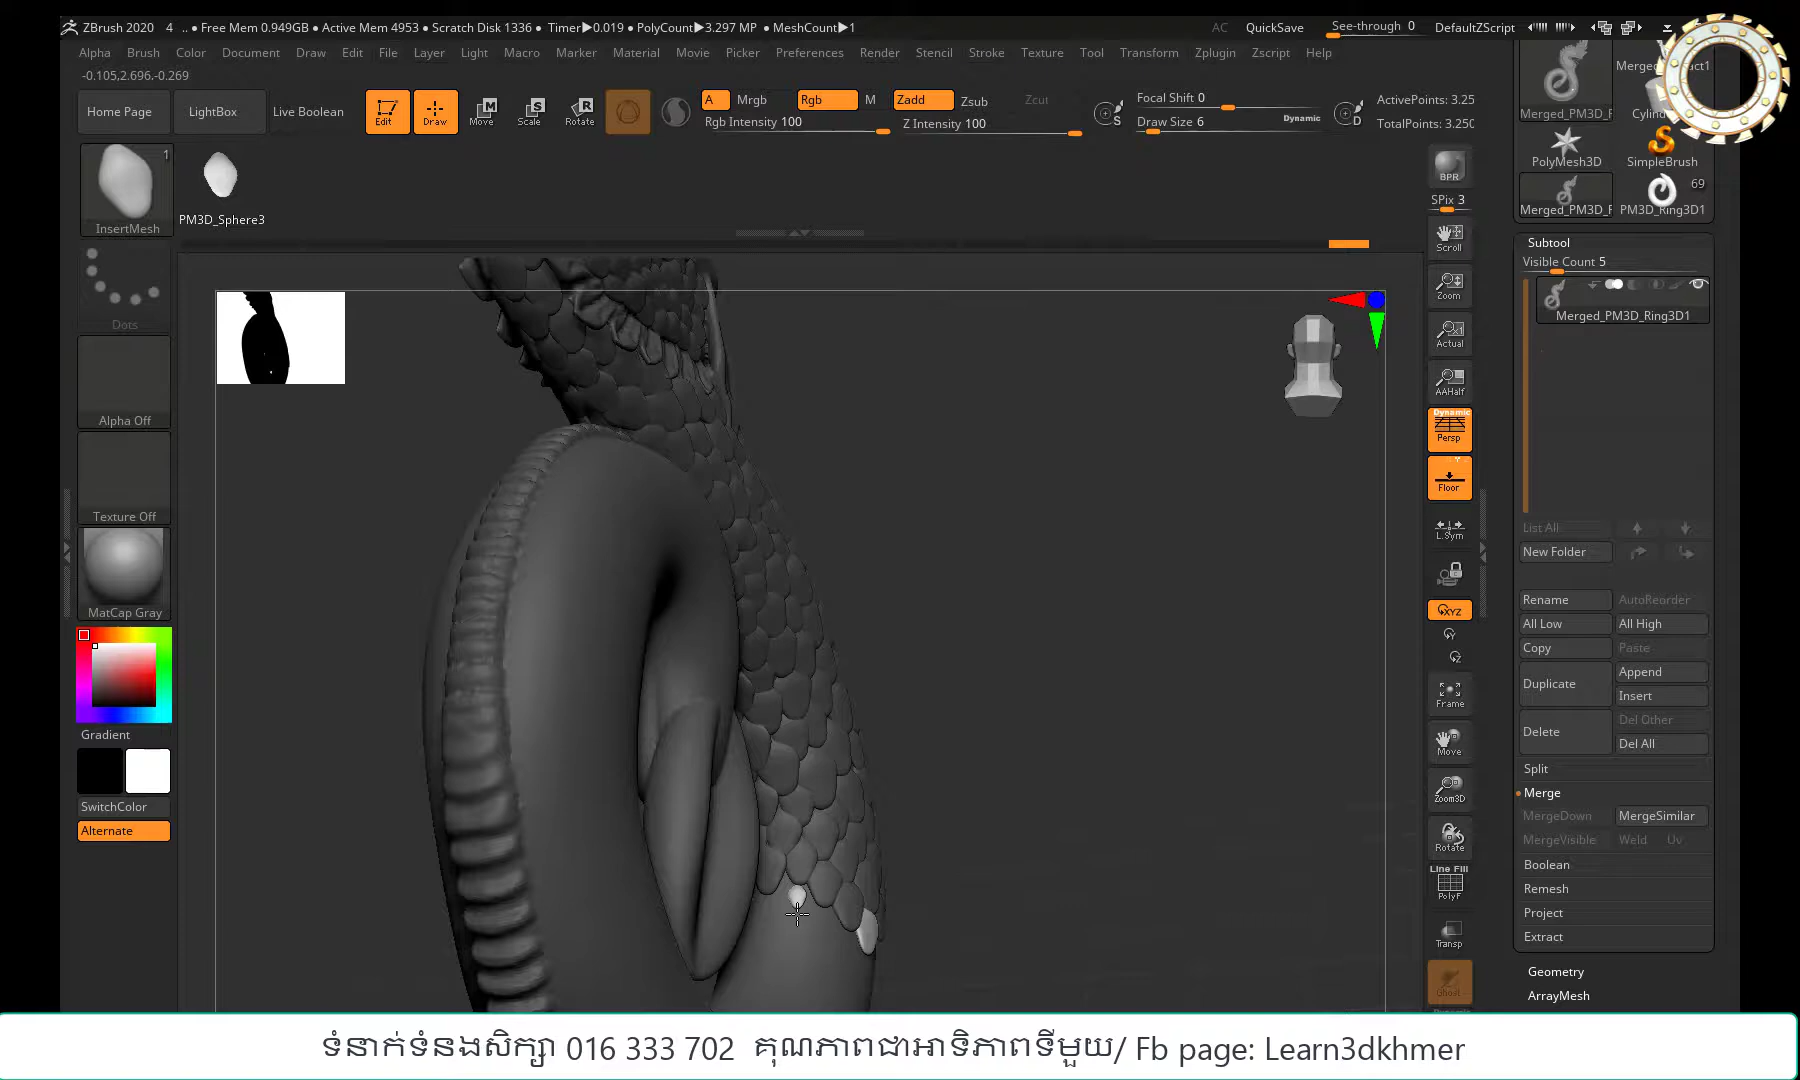 ZBrush 2020 4 .. • Free Mem 0.949GB • Active Mem 4953 • Scratch Disk 1336 • Timer▶0.019 • PolyCount▶3.297 MP • MeshCount▶1 AC QuickSave See-through 0 DefaultZScript
Alpha Brush Color Document Draw Edit File Layer Light Macro Marker Material Movie Picker Preferences Render Stencil Stroke Texture Tool Transform Zplugin Zscript Help
-0.105,2.696,-0.269
Home Page LightBox Live Boolean Edit Draw Move Scale Rotate
A Mrgb Rgb M Zadd Zsub Zcut
Rgb Intensity 100 Z Intensity 100
Focal Shift 0
Draw Size 6 Dynamic
S D
ActivePoints: 3.25
TotalPoints: 3.250
1
InsertMesh PM3D_Sphere3
Dots
Alpha Off
Texture Off
MatCap Gray
Gradient
SwitchColor
Alternate
BPR
SPix 3
Scroll
Zoom
Actual
AAHalf
Dynamic
Persp
Floor
L.Sym
XYZ
Y
Z
Frame
Move
Zoom3D
Rotate
Line Fill
PolyF
Transp
Ghost
Merged_PM3D_F
PolyMesh3D SimpleBrush
69
Merged_PM3D_F PM3D_Ring3D1
Subtool
Visible Count 5
Merged_PM3D_Ring3D1
List All
New Folder
Rename AutoReorder
All Low All High
Copy Paste
Duplicate Append
Insert
Delete Del Other
Del All
Split
Merge
MergeDown MergeSimilar
MergeVisible Weld Uv
Boolean
Remesh
Project
Extract
Geometry
ArrayMesh
ទំនាក់ទំនងសិក្សា 016 333 702 គុណភាពជាអាទិភាពទីមួយ/ Fb page: Learn3dkhmer